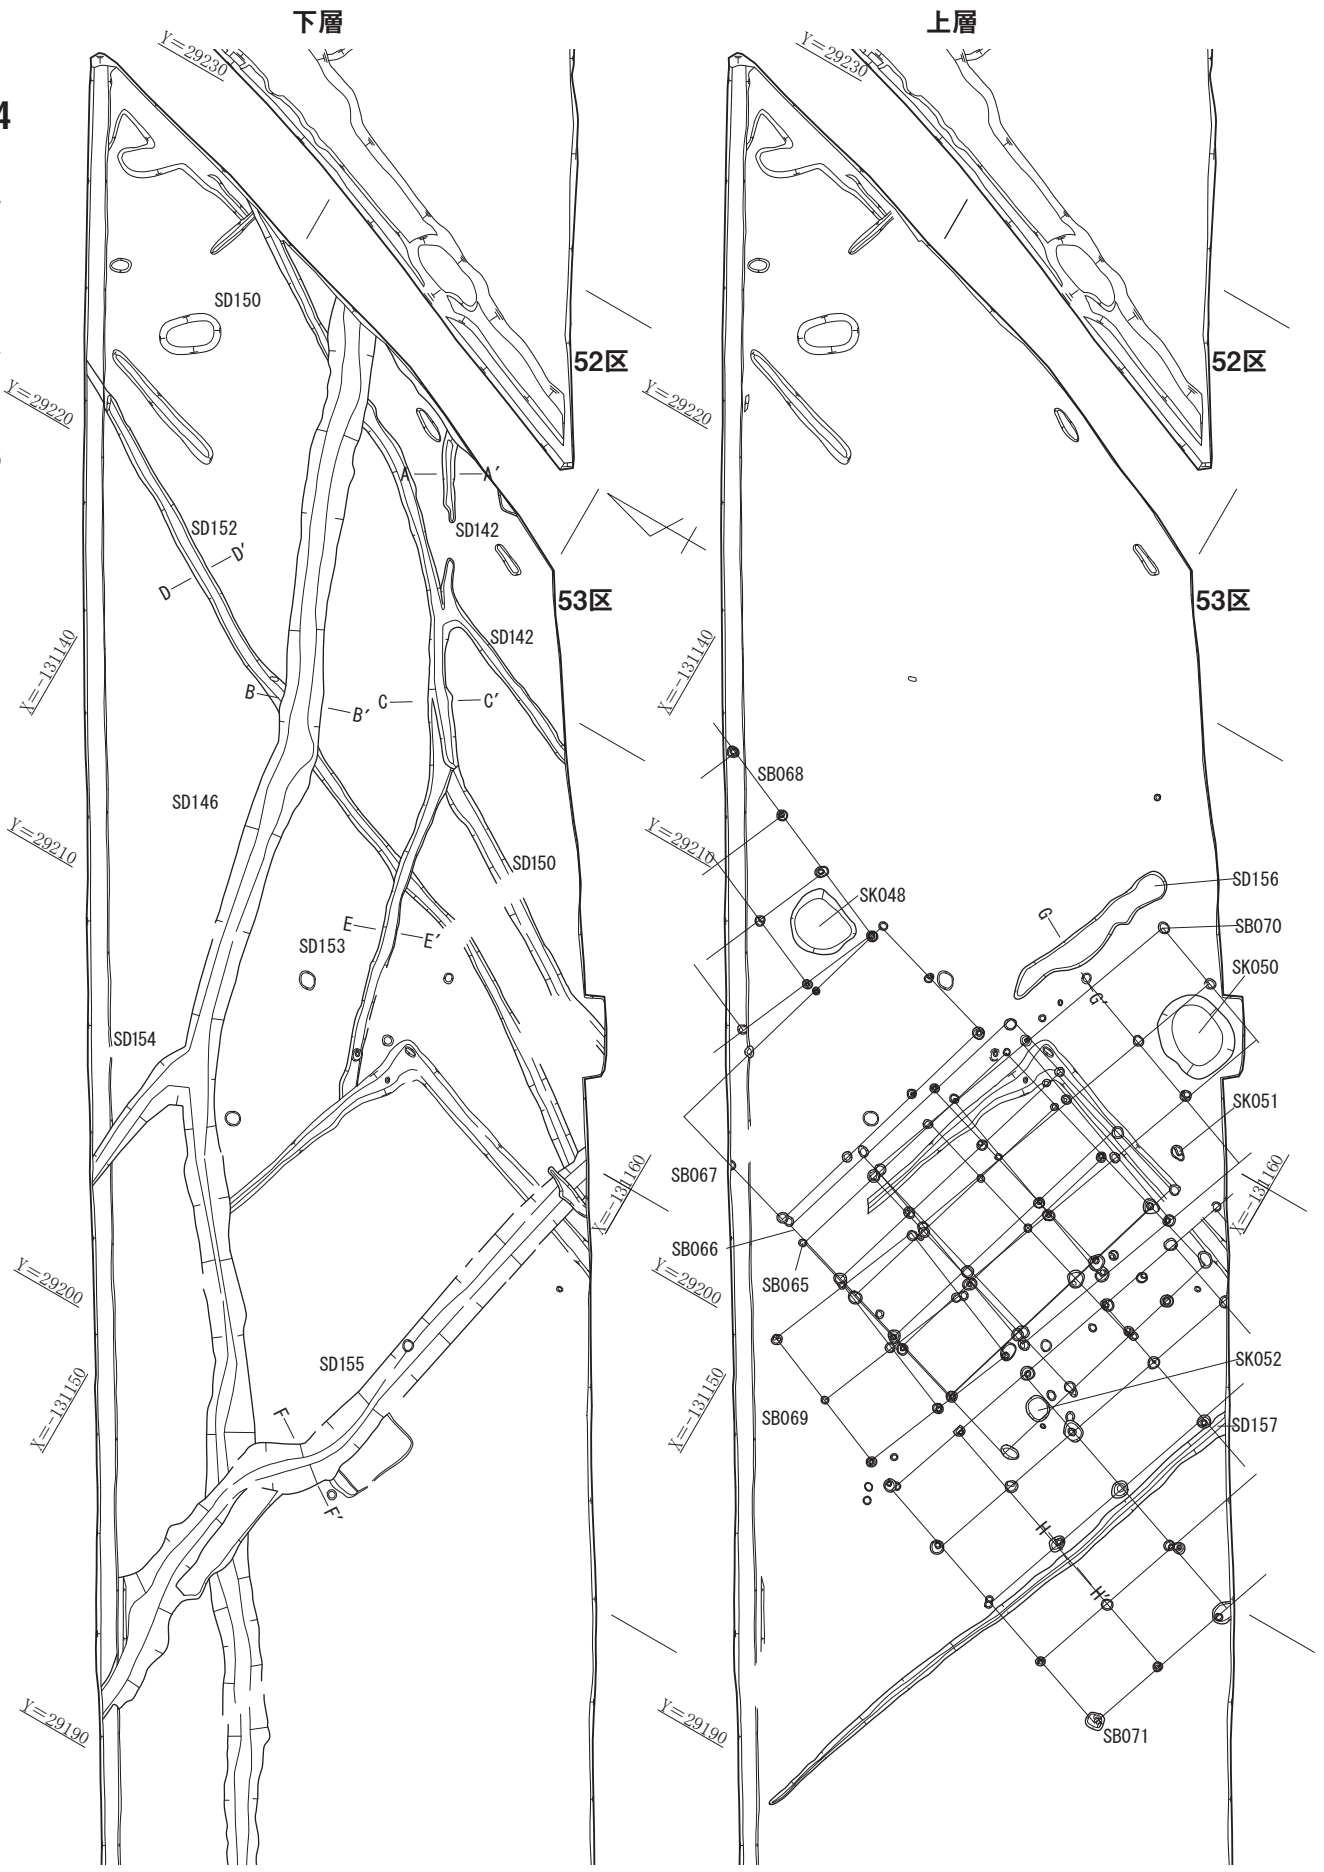 下層
Y=29230
4
SD150
52区
Y=29220
A
A′
SD152
SD142
D
D′
53区
SD142
X=-131140
B
B′
C
C′
SD146
Y=29210
SD150
E
E′
SD153
SD154
X=-131160
Y=29200
SD155
X=-131150
F
F′
Y=29190
上層
Y=29230
52区
Y=29220
53区
X=-131140
SB068
Y=29210
SD156
SK048
G
SB070
SK050
G′
SK051
SB067
X=-131160
SB066
Y=29200
SB065
SK052
X=-131150
SB069
SD157
H
H′
Y=29190
SB071